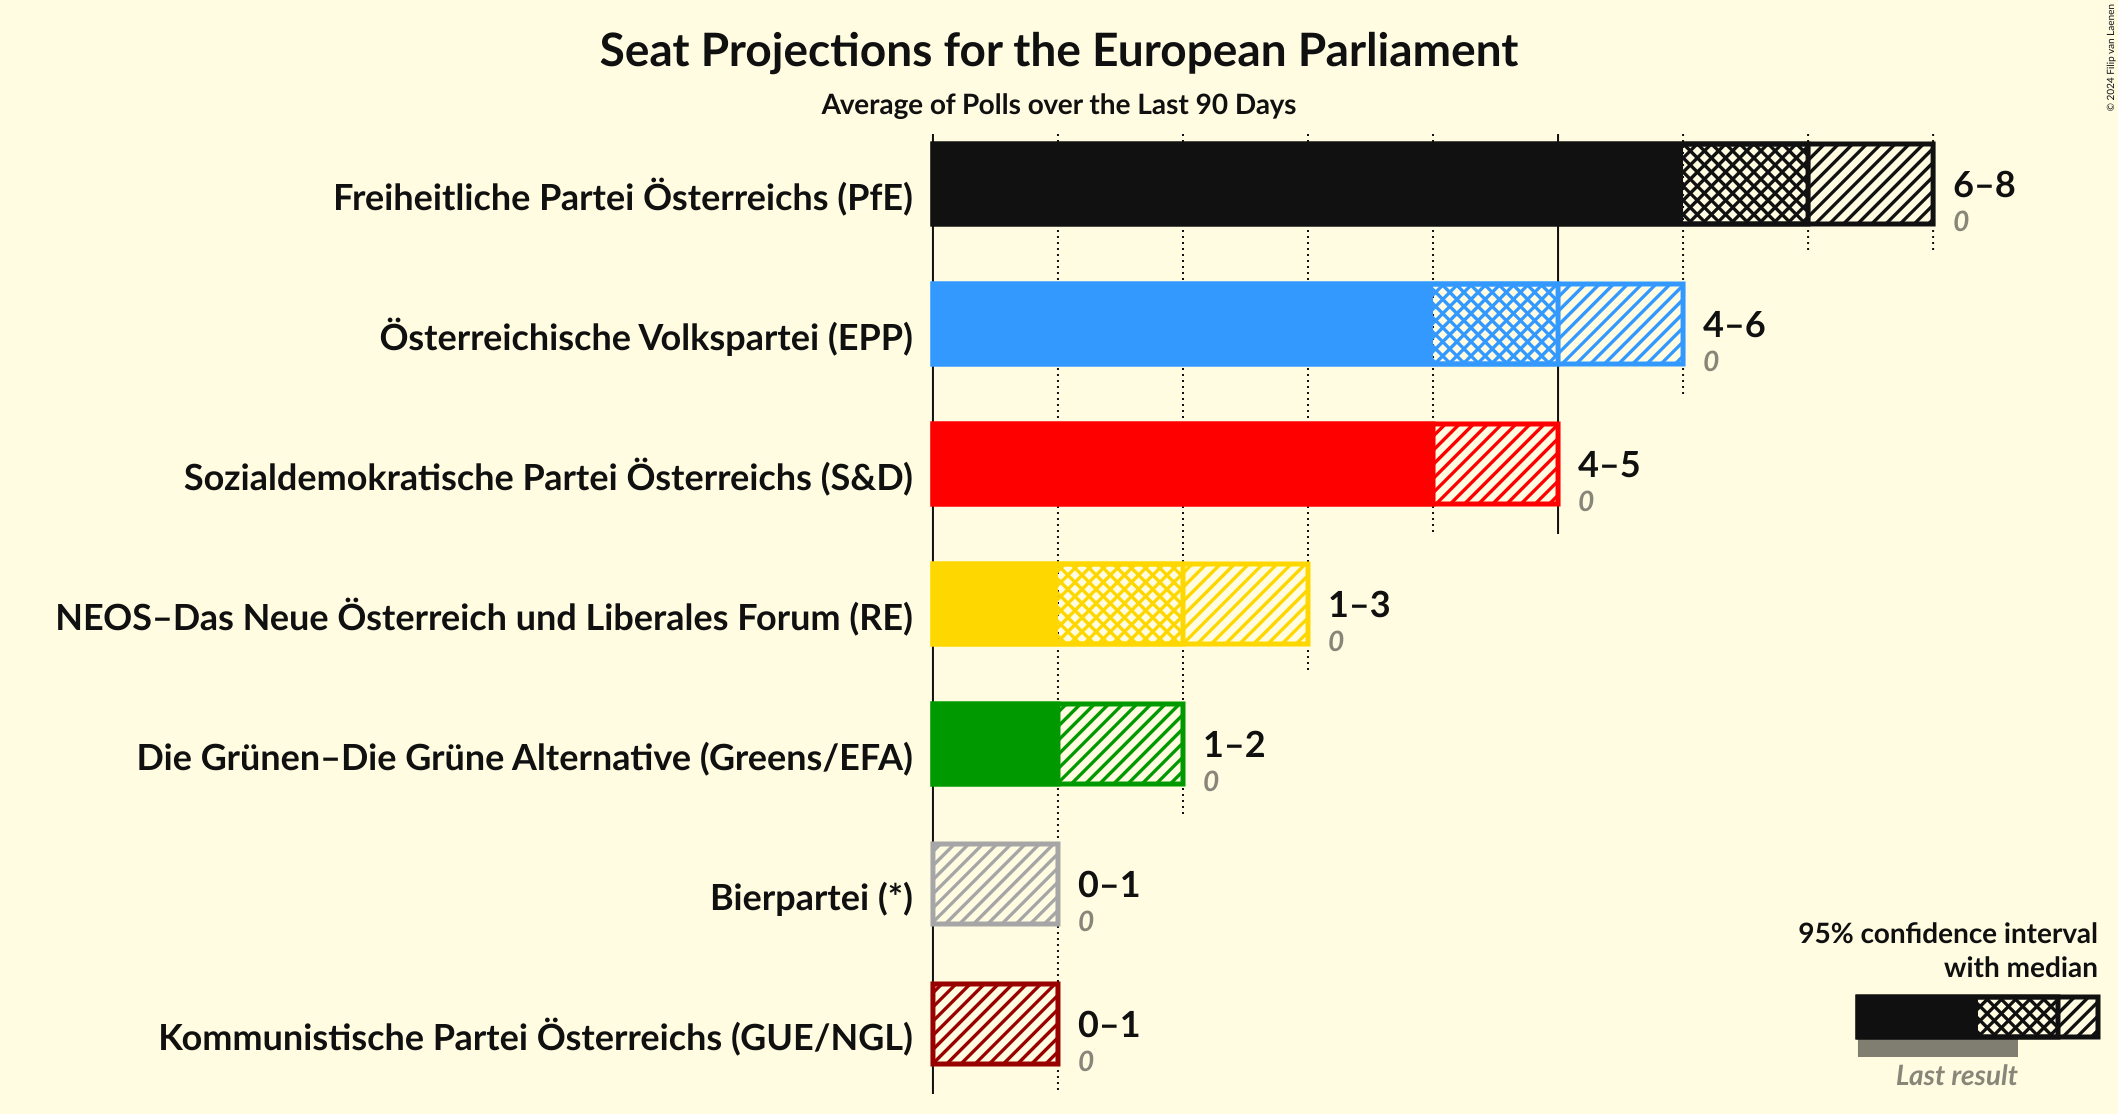 Seat Projections for the European Parliament
Average of Polls over the Last 90 Days
© 2024 Filip van Laenen
Freiheitliche Partei Österreichs (PfE)
6–8
0
Österreichische Volkspartei (EPP)
4–6
0
Sozialdemokratische Partei Österreichs (S&D)
4–5
0
NEOS–Das Neue Österreich und Liberales Forum (RE)
1–3
0
Die Grünen–Die Grüne Alternative (Greens/EFA)
1–2
0
Bierpartei (*)
0–1
0
Kommunistische Partei Österreichs (GUE/NGL)
0–1
0
95% confidence interval
with median
Last result